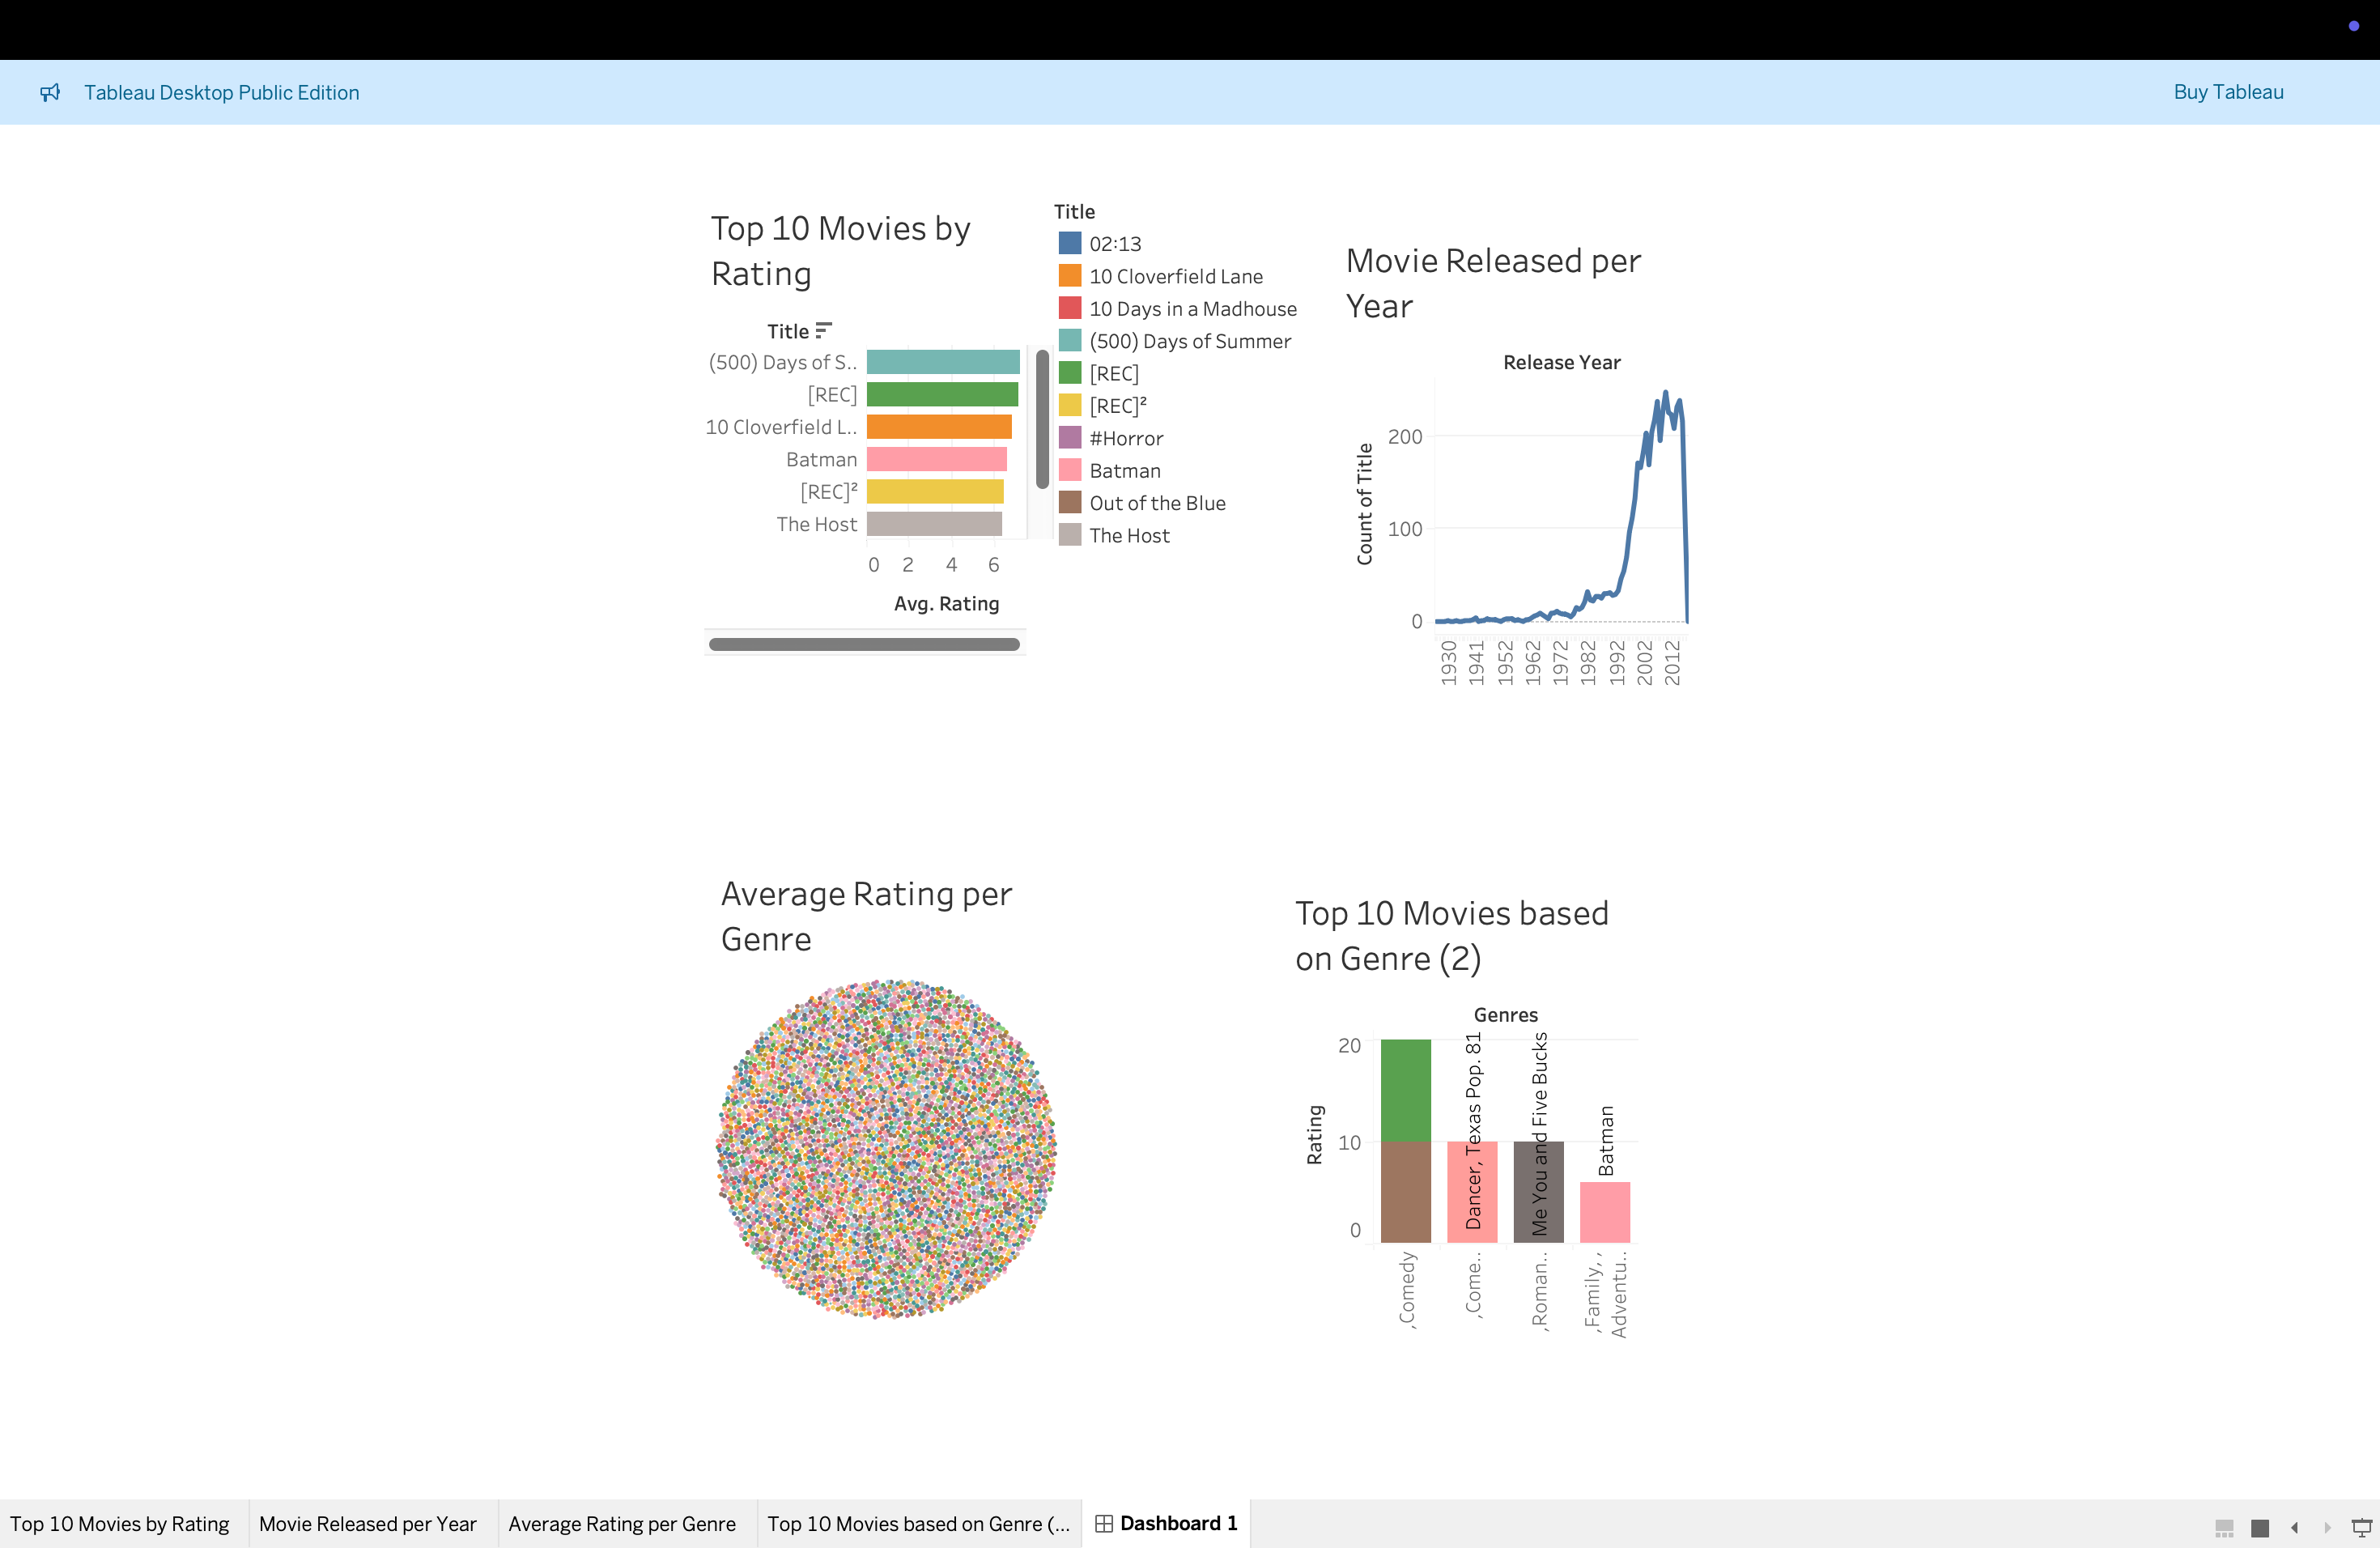 Tableau Desktop Public Edition
Buy Tableau
Top 10 Movies by
Rating
Title
(500) Days of S..
[REC]
10 Cloverfield L..
Batman
[REC]²
The Host
0 2 4 6
Avg. Rating
Title
02:13
10 Cloverfield Lane
10 Days in a Madhouse
(500) Days of Summer
[REC]
[REC]²
#Horror
Batman
Out of the Blue
The Host
Movie Released per
Year
Release Year
Count of Title
200
100
0
1930 1941 1952 1962 1972 1982 1992 2002 2012
Average Rating per
Genre
Top 10 Movies based
on Genre (2)
Genres
Rating
20
10
0
Dancer, Texas Pop. 81
Me You and Five Bucks
Batman
,Comedy
,Come..
,Roman..
,Family, ,
Adventu..
Top 10 Movies by Rating
Movie Released per Year
Average Rating per Genre
Top 10 Movies based on Genre (...
Dashboard 1